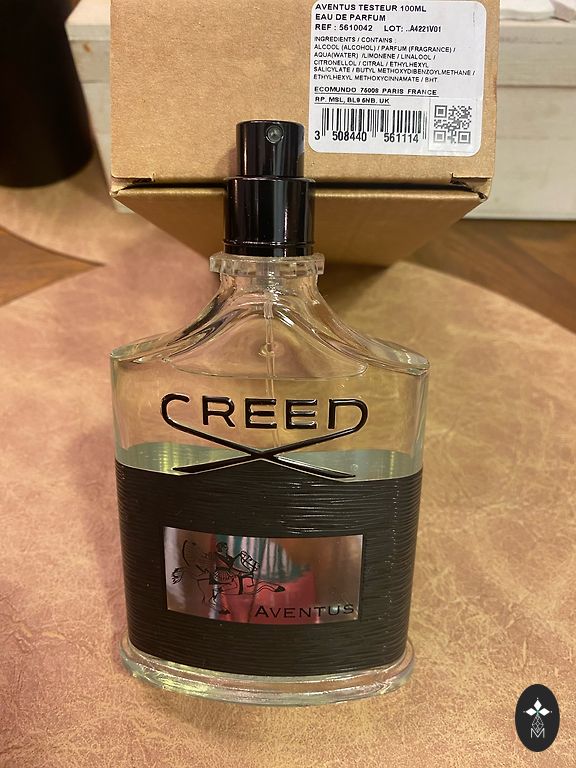 AVENTUS TESTEUR 100ML
EAU DE PARFUM
REF : 5610042 LOT: ..A4221V01
INGREDIENTS / CONTAINS :
ALCOOL (ALCOHOL) / PARFUM (FRAGRANCE) /
AQUA(WATER) /LIMONENE / LINALOOL /
CITRONELLOL / CITRAL / ETHYLHEXYL
SALICYLATE / BUTYL METHOXYDIBENZOYLMETHANE /
ETHYLHEXYL METHOXYCINNAMATE / BHT.
ECOMUNDO 75008 PARIS FRANCE
RP. MSL, BL9 6NB. UK
3 508440 561114
CREED
AVENTUS
M